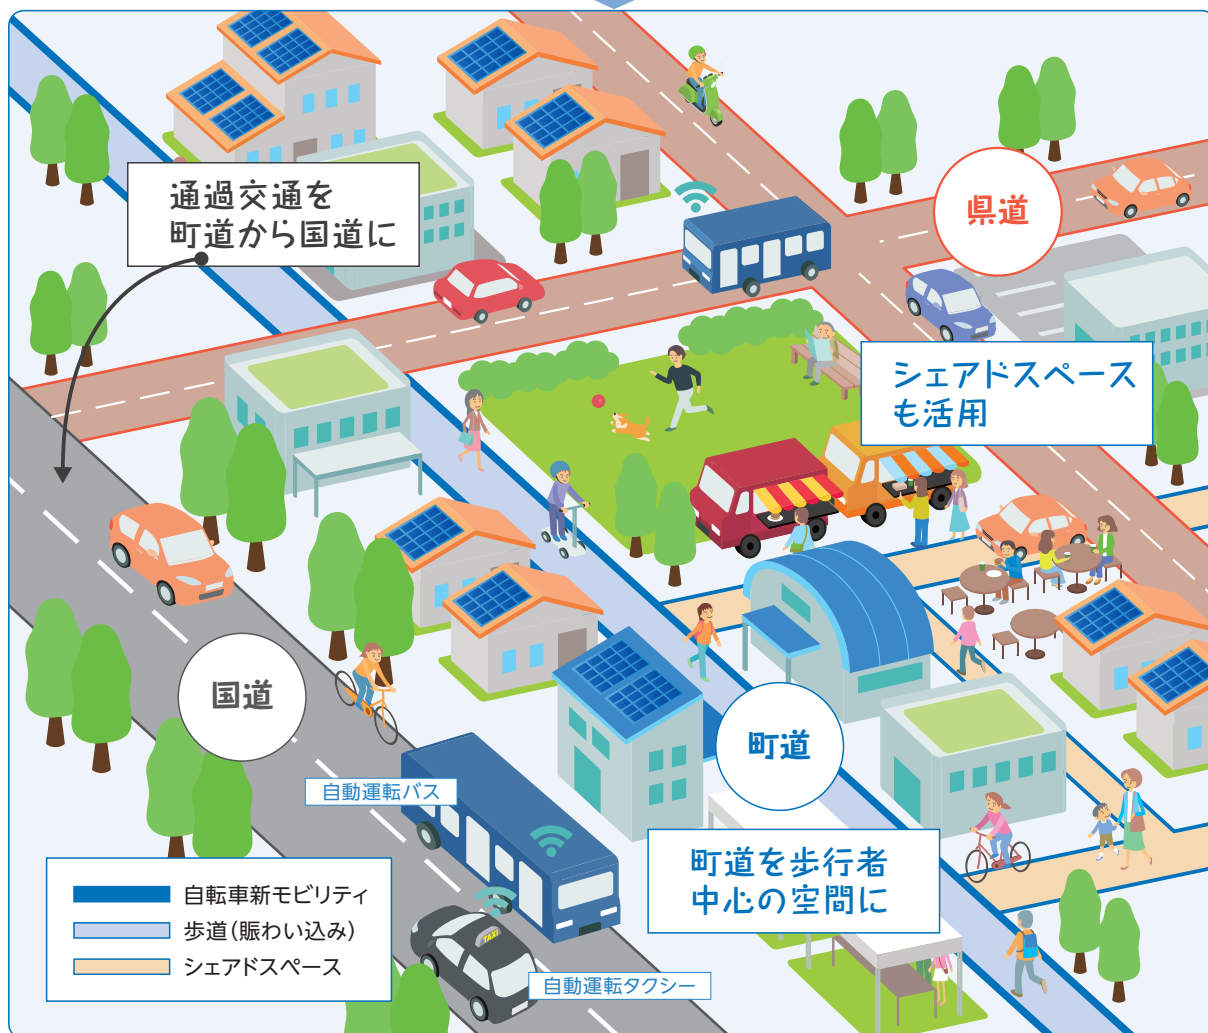 通過交通を
町道から国道に
県道
シェアドスペース
も活用
国道
町道
自動運転バス
町道を歩行者
中心の空間に
自転車新モビリティ
歩道(賑わい込み)
シェアドスペース
TAXI
自動運転タクシー